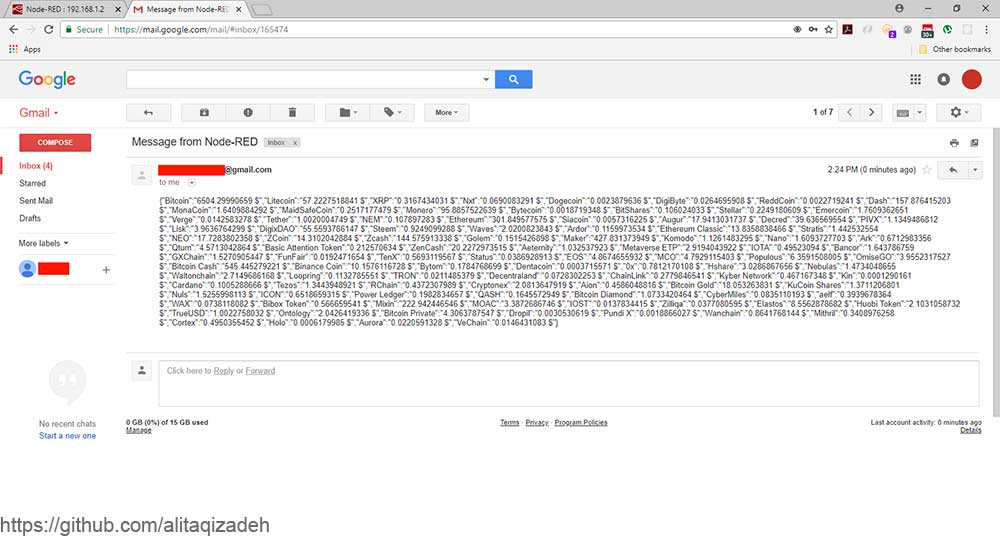 Node-RED : 192.168.1.2
Message from Node-RED
Secure
https://mail.google.com/mail/#inbox/165474
2
30+
Apps
Other bookmarks
Google
Gmail
More
1 of 7
COMPOSE
Message from Node-RED
Inbox x
Inbox (4)
@gmail.com
2:24 PM (0 minutes ago)
Starred
to me
Sent Mail
Drafts
More labels
{"Bitcoin":"6504.29990659 $","Litecoin":"57.2227518841 $","XRP":"0.3167434031 $","Nxt":"0.0690083291 $","Dogecoin":"0.0023879636 $","DigiByte":"0.0264695908 $","ReddCoin":"0.0022719241 $","Dash":"157.876415203
$","MonaCoin":"1.6409884292 $","MaidSafeCoin":"0.2517177479 $","Monero":"95.8857522639 $","Bytecoin":"0.0018719348 $","BitShares":"0.106024033 $","Stellar":"0.2249180609 $","Emercoin":"1.7609362651
$","Verge":"0.0142583278 $","Tether":"1.0020004749 $","NEM":"0.107897283 $","Ethereum":"301.849577575 $","Siacoin":"0.0057316225 $","Augur":"17.9413031737 $","Decred":"39.636569554 $","PIVX":"1.1349486812
$","Lisk":"3.9636764299 $","DigixDAO":"55.5593786147 $","Steem":"0.9249099288 $","Waves":"2.0200823843 $","Ardor":"0.1159973534 $","Ethereum Classic":"13.8358838466 $","Stratis":"1.442532554
$","NEO":"17.7283802358 $","ZCoin":"14.3102042884 $","Zcash":"144.575913338 $","Golem":"0.1515426898 $","Maker":"427.831373949 $","Komodo":"1.1261483295 $","Nano":"1.6093727703 $","Ark":"0.6712983356
$","Qtum":"4.5713042864 $","Basic Attention Token":"0.212570634 $","ZenCash":"20.2272973515 $","Aeternity":"1.032537923 $","Metaverse ETP":"2.9194043922 $","IOTA":"0.49523094 $","Bancor":"1.643786759
$","GXChain":"1.5270905447 $","FunFair":"0.0192471654 $","TenX":"0.5693119567 $","Status":"0.0386928913 $","EOS":"4.8674655932 $","MCO":"4.7929115403 $","Populous":"6.3591508005 $","OmiseGO":"3.9552317527
$","Bitcoin Cash":"545.445279221 $","Binance Coin":"10.1576116728 $","Bytom":"0.1784768699 $","Dentacoin":"0.0003715571 $","0x":"0.7812170108 $","Hshare":"3.0286867656 $","Nebulas":"1.4734048655
$","Waltonchain":"2.7149686168 $","Loopring":"0.1132785551 $","TRON":"0.0211485379 $","Decentraland":"0.0728302253 $","ChainLink":"0.2779846541 $","Kyber Network":"0.467167348 $","Kin":"0.0001290161
$","Cardano":"0.1005288666 $","Tezos":"1.3443948921 $","RChain":"0.4372307989 $","Cryptonex":"2.0813647919 $","Aion":"0.4586048816 $","Bitcoin Gold":"18.053263831 $","KuCoin Shares":"1.3711206801
$","Nuls":"1.5255998113 $","ICON":"0.6518659315 $","Power Ledger":"0.1982834657 $","QASH":"0.1645572949 $","Bitcoin Diamond":"1.0733420464 $","CyberMiles":"0.0835110193 $","aelf":"0.3939678364
$","WAX":"0.0738118082 $","Bibox Token":"0.566659541 $","Mixin":"222.942446546 $","MOAC":"3.3872686746 $","IOST":"0.0137834415 $","Zilliqa":"0.0377080595 $","Elastos":"8.5562878682 $","Huobi Token":"2.1031058732
$","TrueUSD":"1.0022758032 $","Ontology":"2.0426419336 $","Bitcoin Private":"4.3063787547 $","Dropil":"0.0030530619 $","Pundi X":"0.0018866027 $","Wanchain":"0.8641768144 $","Mithril":"0.3408976258
$","Cortex":"0.4950355452 $","Holo":"0.0006179985 $","Aurora":"0.0220591328 $","VeChain":"0.0146431083 $"}
Click here to Reply or Forward
No recent chats
Start a new one
0 GB (0%) of 15 GB used
Manage
Terms - Privacy - Program Policies
Last account activity: 0 minutes ago
Details
https://github.com/alitaqizadeh